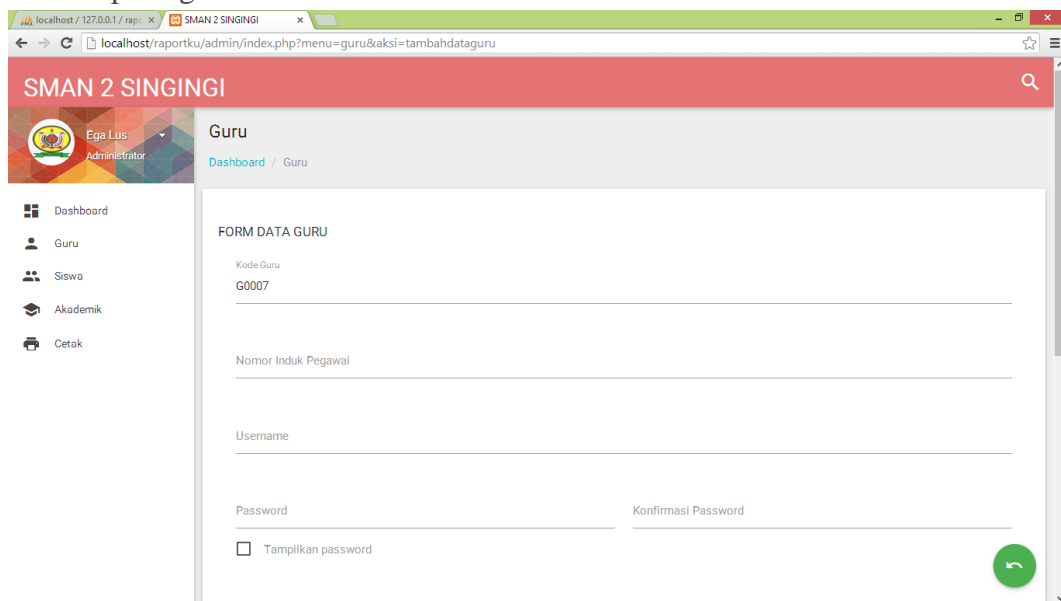 localhost / 127.0.0.1 / rapo
SMAN 2 SINGINGI
localhost/raportku/admin/index.php?menu=guru&aksi=tambahdataguru
SMAN 2 SINGINGI
Ega Lus
Administrator
Guru
Dashboard / Guru
Dashboard
Guru
Siswa
Akademik
Cetak
FORM DATA GURU
Kode Guru
G0007
Nomor Induk Pegawai
Username
Password
Konfirmasi Password
Tampilkan password